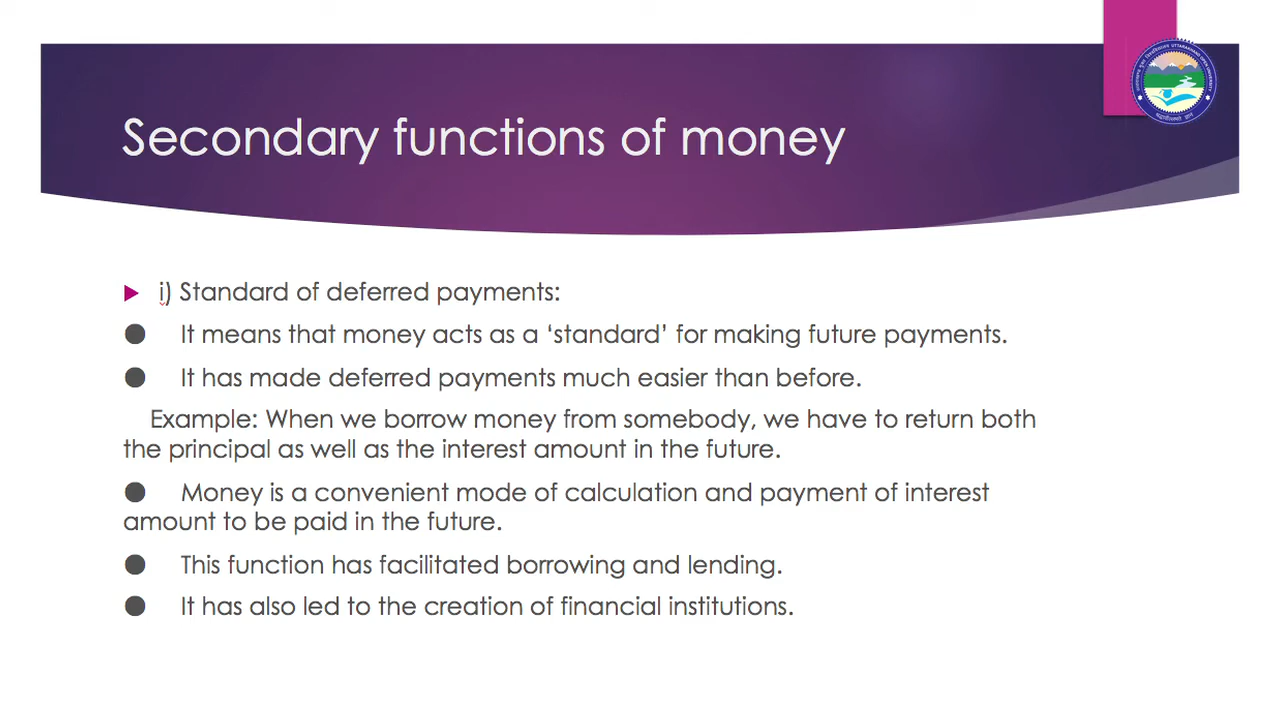 Secondary functions of money
UTTARAKHAND OPEN UNIVERSITY
i) Standard of deferred payments:
It means that money acts as a ‘standard’ for making future payments.
It has made deferred payments much easier than before.
Example: When we borrow money from somebody, we have to return both
the principal as well as the interest amount in the future.
Money is a convenient mode of calculation and payment of interest
amount to be paid in the future.
This function has facilitated borrowing and lending.
It has also led to the creation of financial institutions.